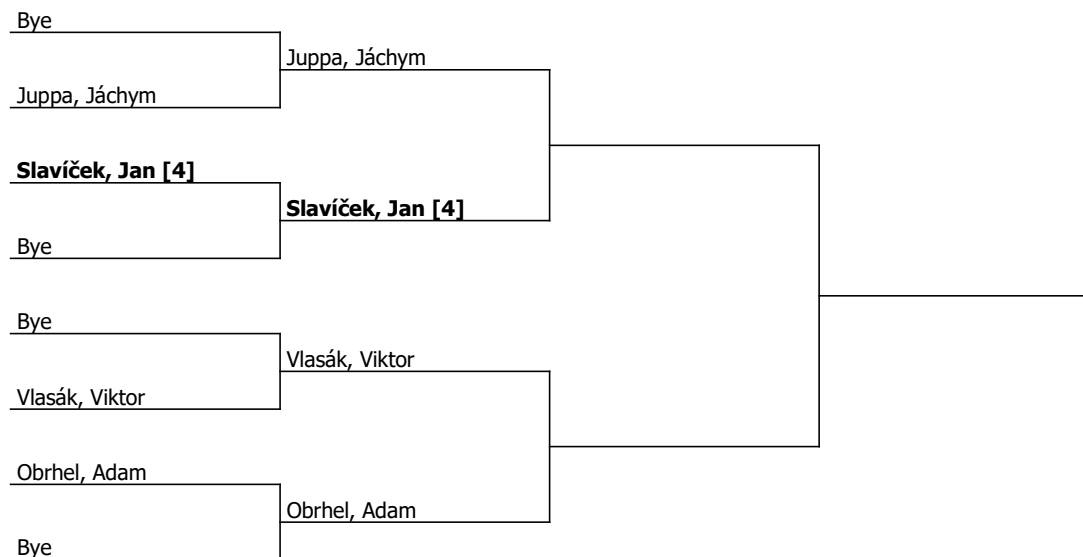 Bye
Juppa, Jáchym
Juppa, Jáchym
Slavíček, Jan [4]
Slavíček, Jan [4]
Bye
Bye
Vlasák, Viktor
Vlasák, Viktor
Obrhel, Adam
Obrhel, Adam
Bye